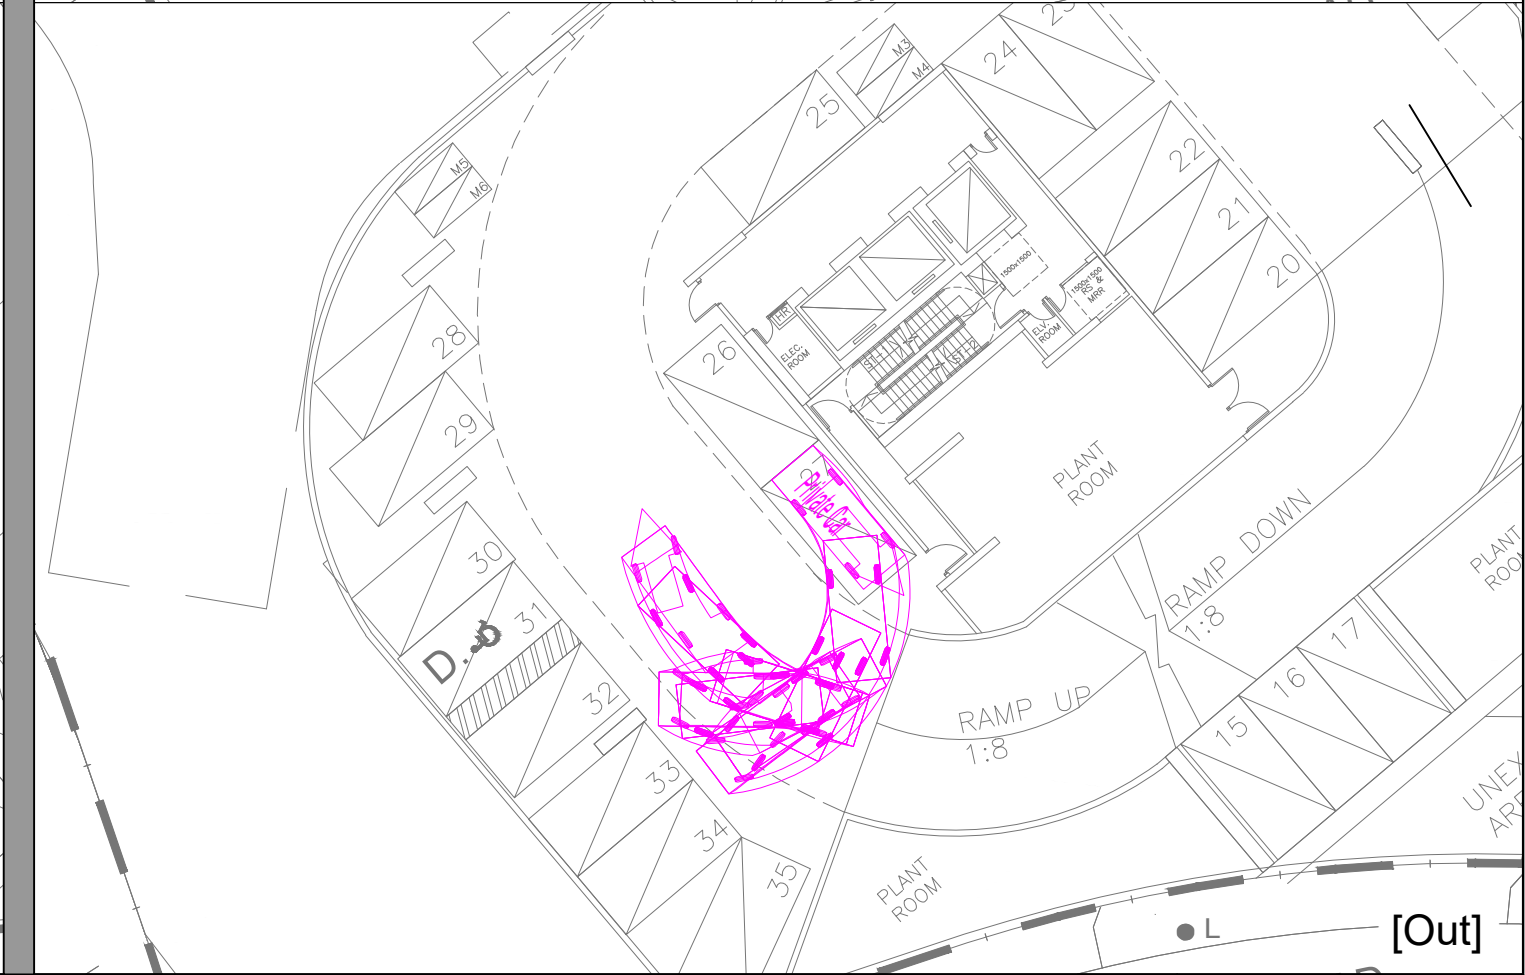 M3
M4
24
25
M5
M6
22
21
20
1500x1500
1500x1500
RS &
MRR
HR
ELEC.
ROOM
ELV.
ROOM
ST-1
ST-2
26
28
29
30
31
D.
32
33
34
35
Private Car
PLANT
ROOM
RAMP DOWN
1:8
RAMP UP
1:8
17
16
15
PLANT
ROOM
PLANT
ROOM
L
[Out]